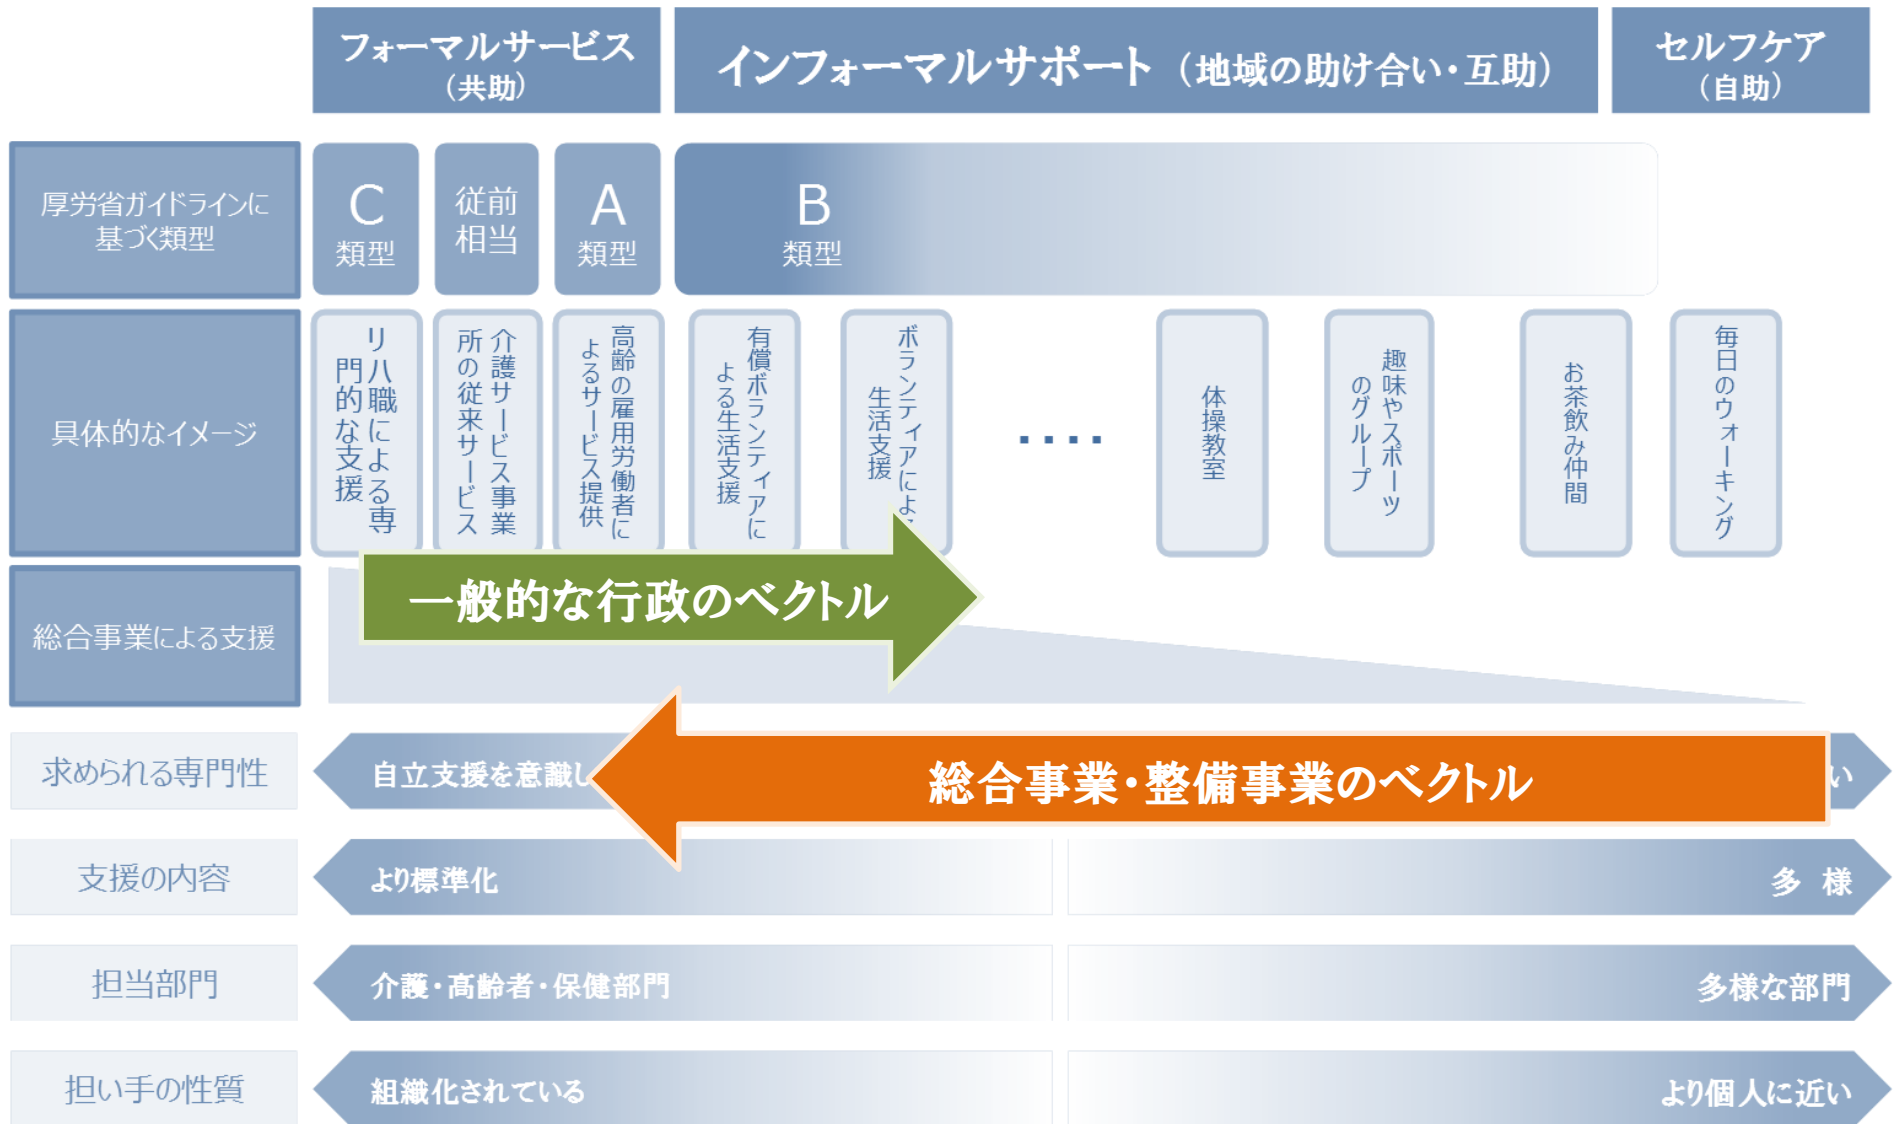 フォーマルサービス
（共助）
インフォーマルサポート（地域の助け合い・互助）
セルフケア
（自助）
厚労省ガイドラインに
基づく類型
C
類型
従前
相当
A
類型
B
類型
具体的なイメージ
リハ職による専
門的な支援
介護サービス事業
所の従来サービス
高齢の雇用労働者に
よるサービス提供
有償ボランティアに
よる生活支援
ボランティアによ
生活支援
‥‥
体操教室
趣味やスポーツ
のグループ
お茶飲み仲間
毎日のウォーキング
総合事業による支援
一般的な行政のベクトル
求められる専門性
自立支援を意識し
総合事業・整備事業のベクトル
い
支援の内容
より標準化
多 様
担当部門
介護・高齢者・保健部門
多様な部門
担い手の性質
組織化されている
より個人に近い